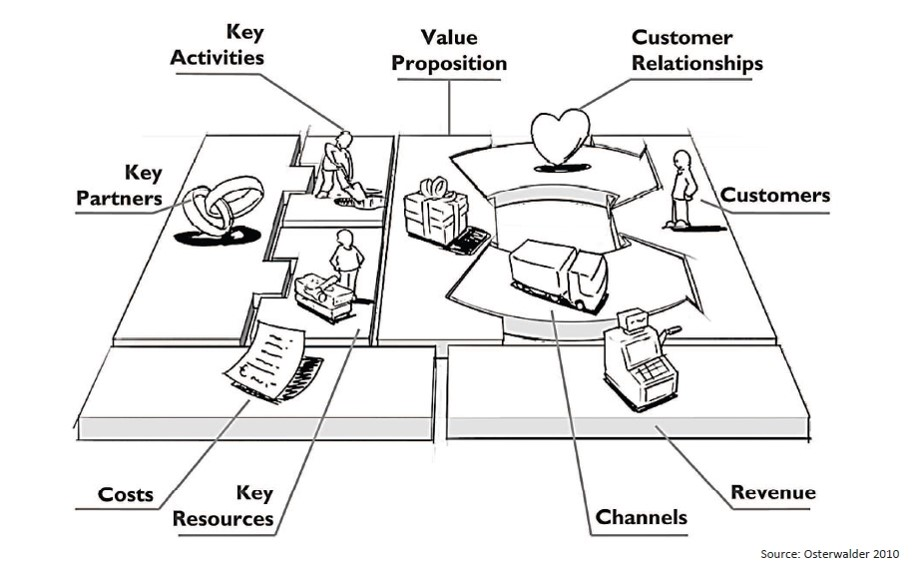 Key
Activities
Value
Proposition
Customer
Relationships
Key
Partners
Customers
Costs
Key
Resources
Channels
Revenue
Source: Osterwalder 2010